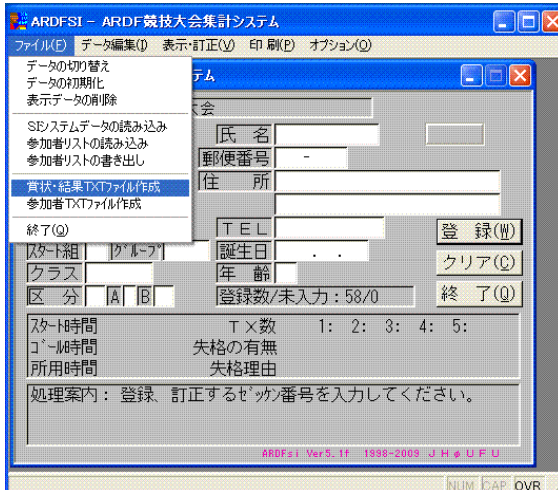 ARDFSI - ARDF競技大会集計システム
ファイル(F) データ編集(I) 表示・訂正(V) 印 刷(P) オプション(O)
データの切り替え
データの初期化
表示データの削除
SIシステムデータの読み込み
参加者リストの読み込み
参加者リストの書き出し
賞状・結果TXTファイル作成
参加者TXTファイル作成
終了(Q)
テム
大会
氏 名
郵便番号 -
住 所
TEL
スタート組 グループ 誕生日 . .
クラス 年 齢
区 分 A B 登録数/未入力:58/0
登 録(W)
クリア(C)
終 了(Q)
スタート時間 TX数 1: 2: 3: 4: 5:
ゴール時間 失格の有無
所用時間 失格理由
処理案内: 登録、訂正するゼッケン番号を入力してください。
ARDFsi Ver5.1f 1998-2009 JHφUFU
NUM CAP OVR